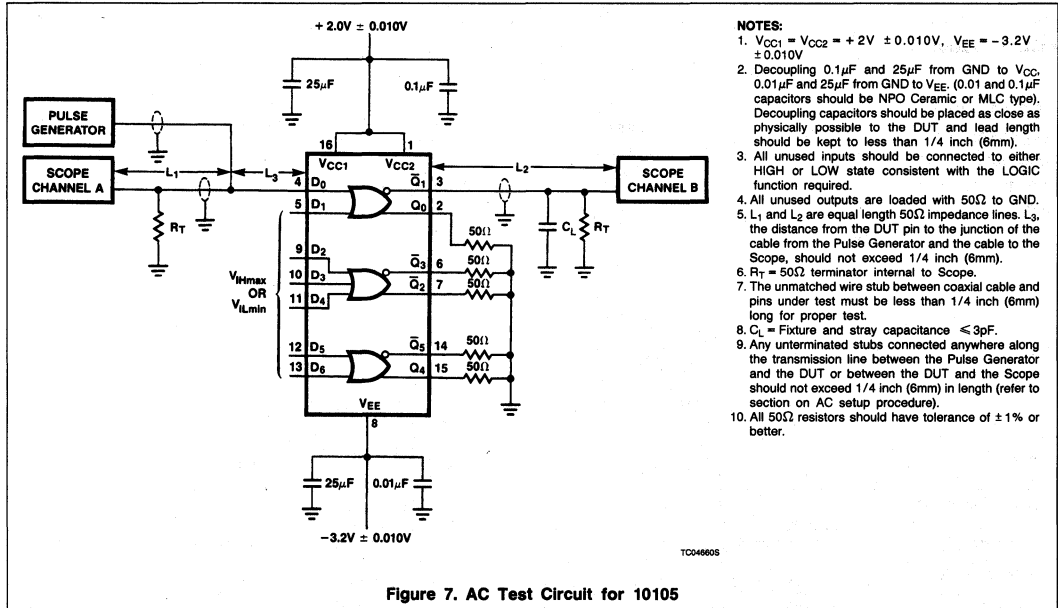 + 2.0V ± 0.010V
25μF
0.1μF
PULSE
GENERATOR
SCOPE
CHANNEL A
L₁
L₃
RT
16
1
VCC1
VCC2
L₂
SCOPE
CHANNEL B
4 D₀
Q̅₁ 3
5 D₁
Q₀ 2
CL
RT
50Ω
9 D₂
Q̅₃ 6
50Ω
10 D₃
Q̅₂ 7
50Ω
11 D₄
VIHmax
OR
VILmin
12 D₅
Q̅₅ 14
50Ω
13 D₆
Q₄ 15
50Ω
VEE
8
25μF
0.01μF
−3.2V ± 0.010V
TC04660S
NOTES:
1. VCC1 = VCC2 = + 2V ± 0.010V, VEE = − 3.2V
± 0.010V
2. Decoupling 0.1μF and 25μF from GND to VCC,
0.01μF and 25μF from GND to VEE. (0.01 and 0.1μF
capacitors should be NPO Ceramic or MLC type).
Decoupling capacitors should be placed as close as
physically possible to the DUT and lead length
should be kept to less than 1/4 inch (6mm).
3. All unused inputs should be connected to either
HIGH or LOW state consistent with the LOGIC
function required.
4. All unused outputs are loaded with 50Ω to GND.
5. L₁ and L₂ are equal length 50Ω impedance lines. L₃,
the distance from the DUT pin to the junction of the
cable from the Pulse Generator and the cable to the
Scope, should not exceed 1/4 inch (6mm).
6. RT = 50Ω terminator internal to Scope.
7. The unmatched wire stub between coaxial cable and
pins under test must be less than 1/4 inch (6mm)
long for proper test.
8. CL = Fixture and stray capacitance ⩽ 3pF.
9. Any unterminated stubs connected anywhere along
the transmission line between the Pulse Generator
and the DUT or between the DUT and the Scope
should not exceed 1/4 inch (6mm) in length (refer to
section on AC setup procedure).
10. All 50Ω resistors should have tolerance of ± 1% or
better.
Figure 7. AC Test Circuit for 10105